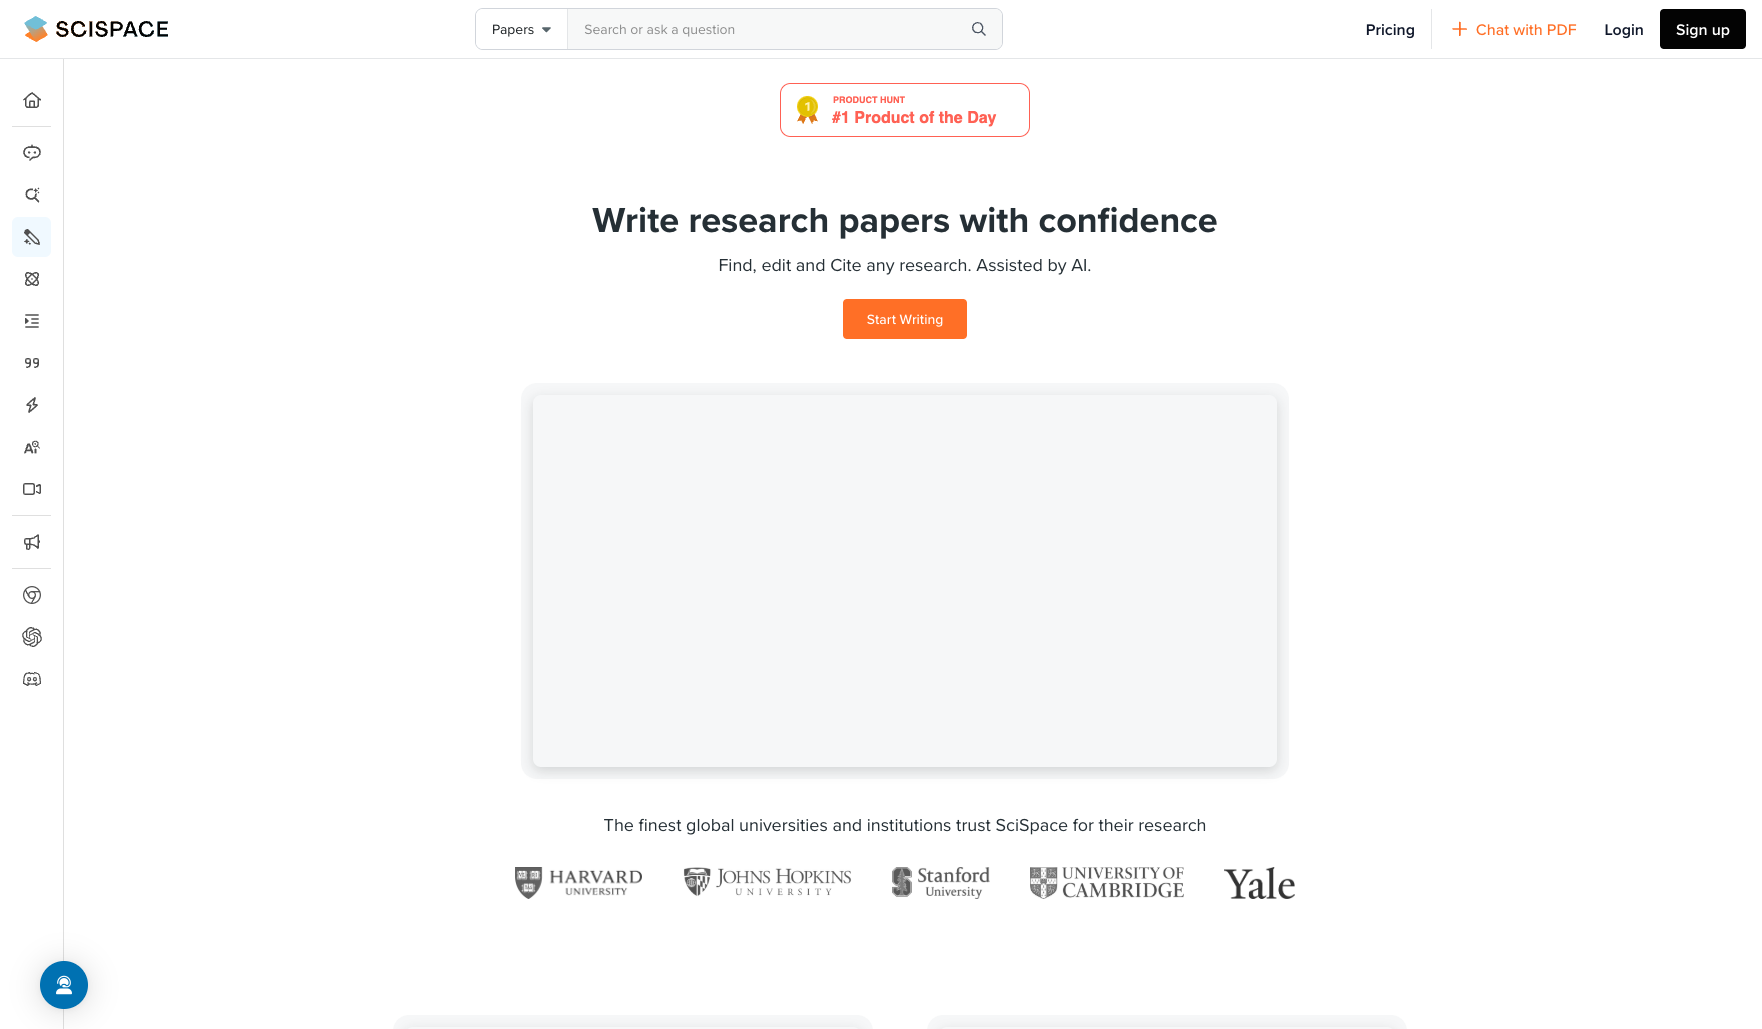 SCISPACE
Papers
Search or ask a question
Pricing
Chat with PDF
Login
Sign up
1
PRODUCT HUNT
#1 Product of the Day
Write research papers with confidence
Find, edit and Cite any research. Assisted by AI.
Start Writing
The finest global universities and institutions trust SciSpace for their research
HARVARD
UNIVERSITY
JOHNS HOPKINS
UNIVERSITY
Stanford
University
UNIVERSITY OF
CAMBRIDGE
Yale